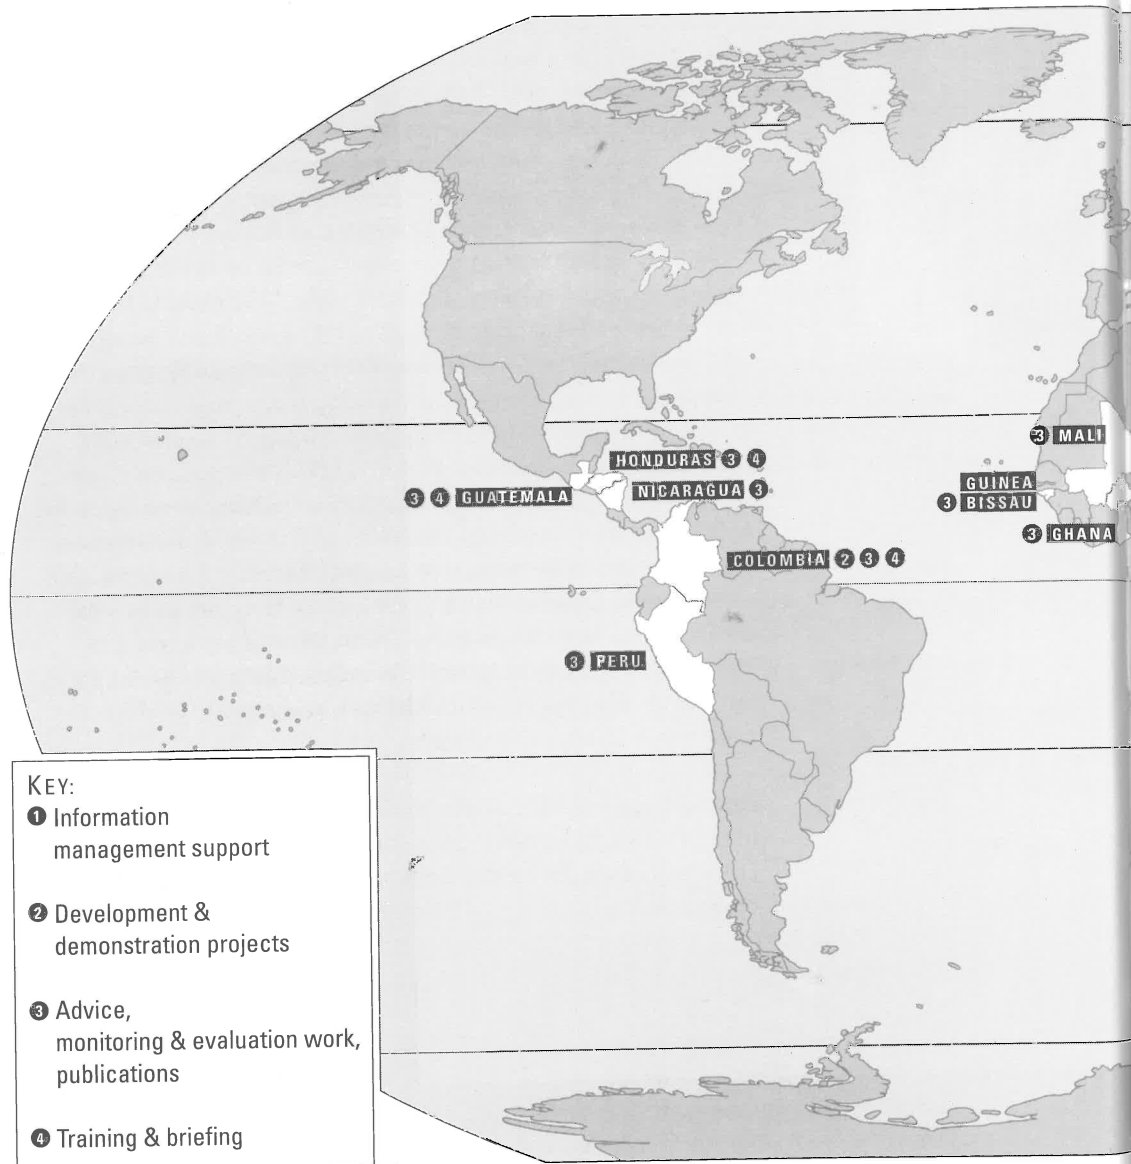 3 MALI
HONDURAS 3 4
3 4 GUATEMALA
NICARAGUA 3
GUINEA
3 BISSAU
3 GHANA
COLOMBIA 2 3 4
3 PERU
KEY:
1 Information
management support
2 Development &
demonstration projects
3 Advice,
monitoring & evaluation work,
publications
4 Training & briefing